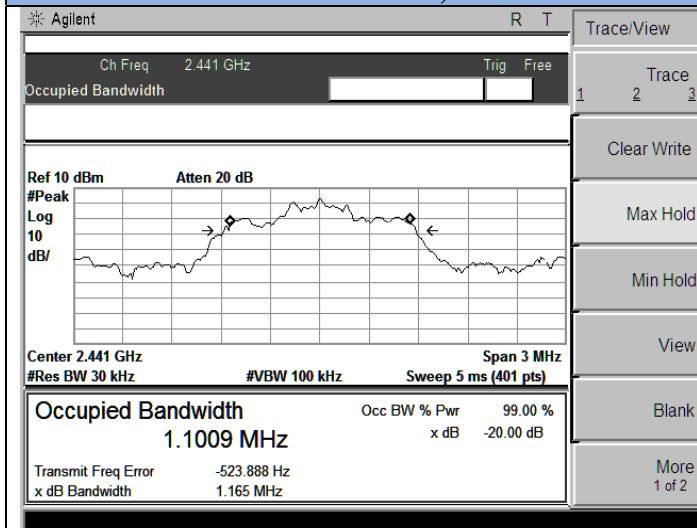 Agilent R T
Ch Freq 2.441 GHz Trig Free
Occupied Bandwidth
Ref 10 dBm Atten 20 dB
#Peak
Log
10
dB/
Center 2.441 GHz Span 3 MHz
#Res BW 30 kHz #VBW 100 kHz Sweep 5 ms (401 pts)
Occupied Bandwidth Occ BW % Pwr 99.00 %
1.1009 MHz x dB -20.00 dB
Transmit Freq Error -523.888 Hz
x dB Bandwidth 1.165 MHz
Trace/View
Trace
1 2 3
Clear Write
Max Hold
Min Hold
View
Blank
More
1 of 2